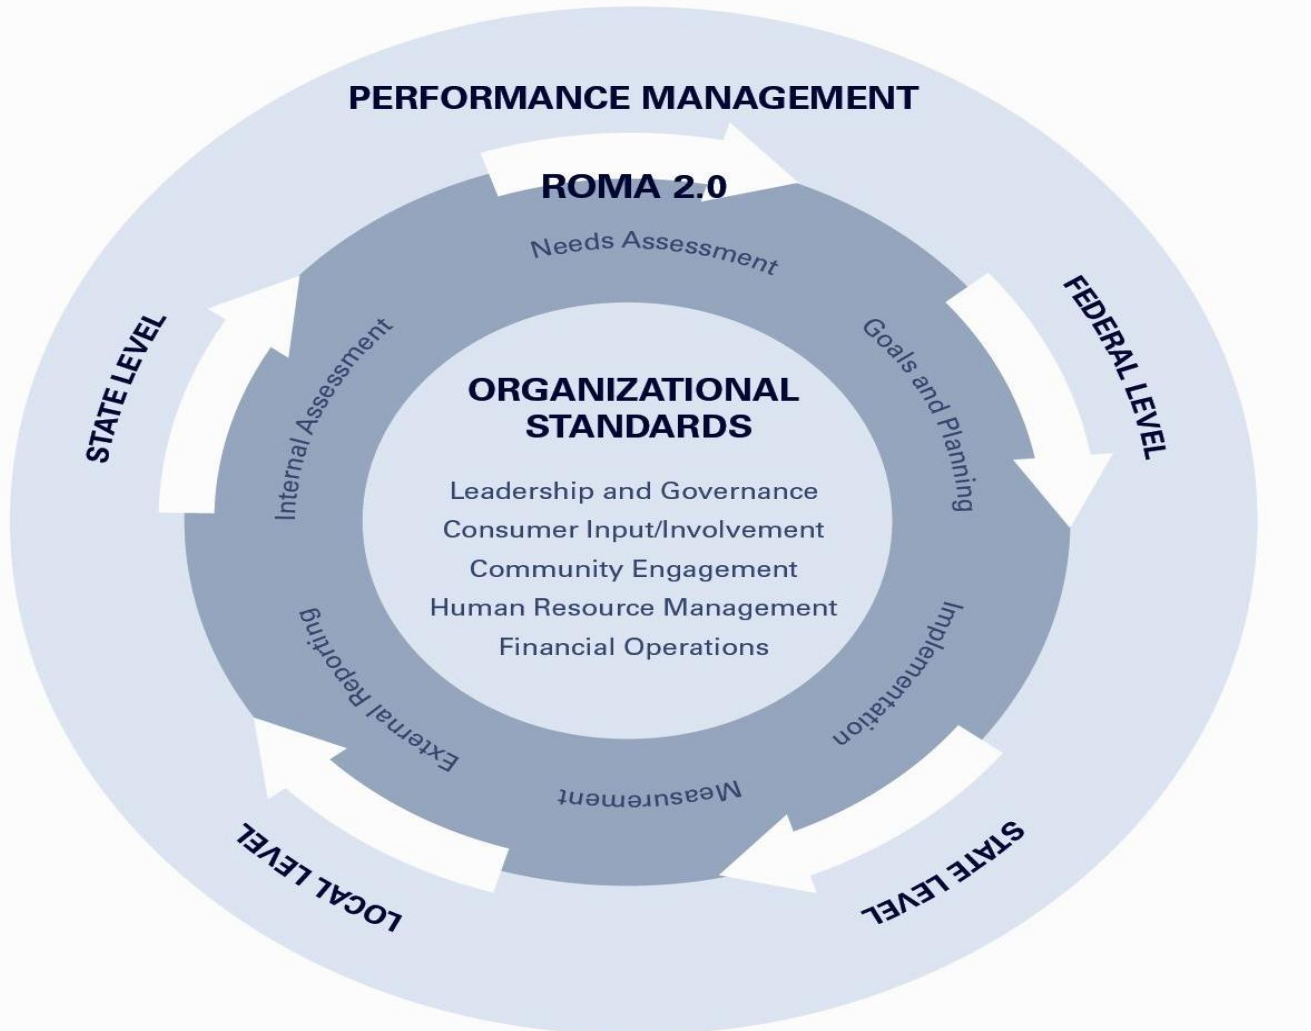 PERFORMANCE MANAGEMENT
ROMA 2.0
Needs Assessment
Goals and Planning
Implementation
Measurement
External Reporting
Internal Assessment
FEDERAL LEVEL
STATE LEVEL
LOCAL LEVEL
STATE LEVEL
ORGANIZATIONAL
STANDARDS
Leadership and Governance
Consumer Input/Involvement
Community Engagement
Human Resource Management
Financial Operations